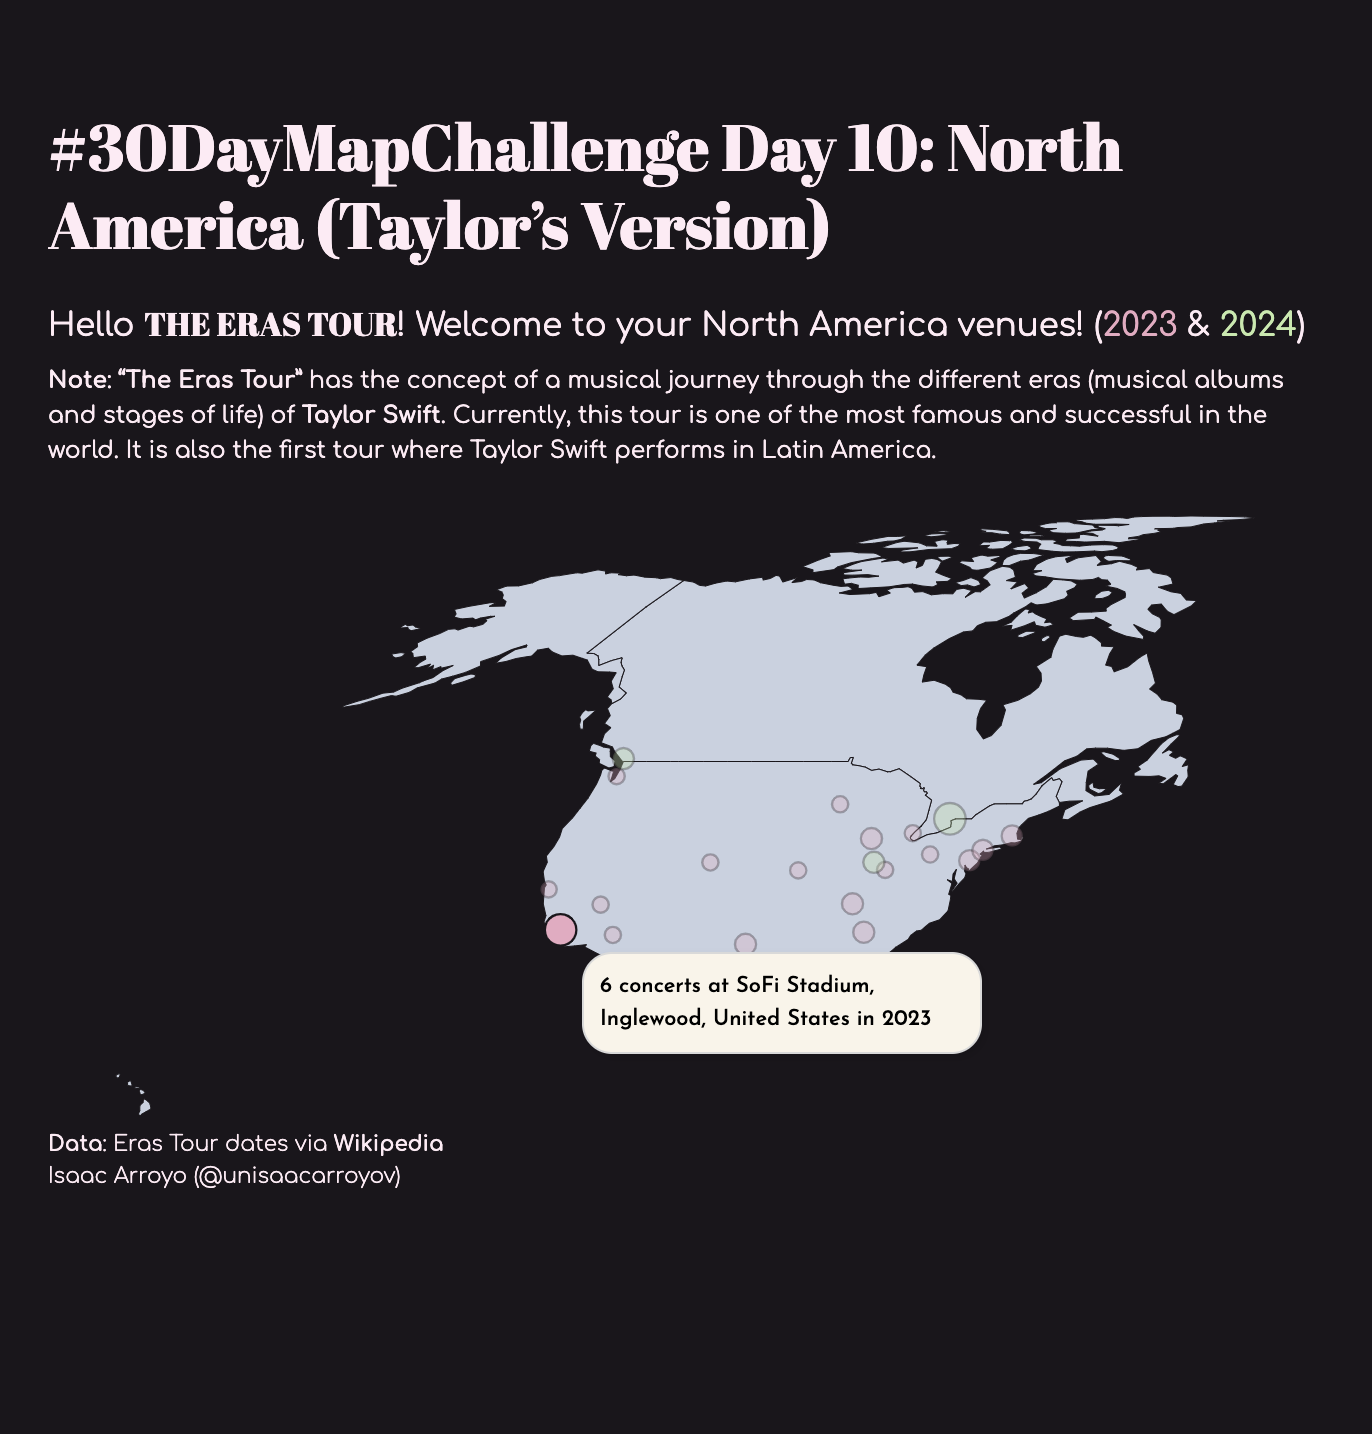 #30DayMapChallenge Day 10: North
America (Taylor’s Version)
Hello THE ERAS TOUR! Welcome to your North America venues! (2023 & 2024)
Note: “The Eras Tour” has the concept of a musical journey through the different eras (musical albums
and stages of life) of Taylor Swift. Currently, this tour is one of the most famous and successful in the
world. It is also the first tour where Taylor Swift performs in Latin America.
6 concerts at SoFi Stadium,
Inglewood, United States in 2023
Data: Eras Tour dates via Wikipedia
Isaac Arroyo (@unisaacarroyov)